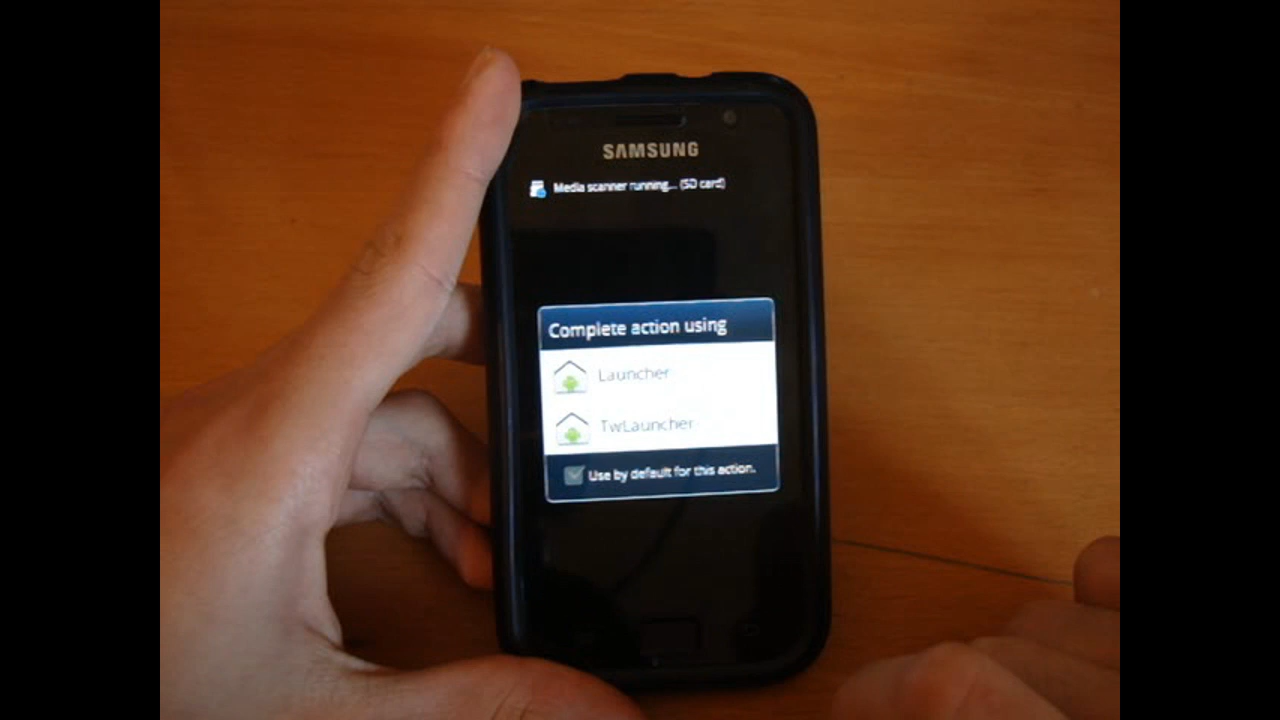 SAMSUNG
Media scanner running... (SD card)
Complete action using
Launcher
TwLauncher
Use by default for this action.